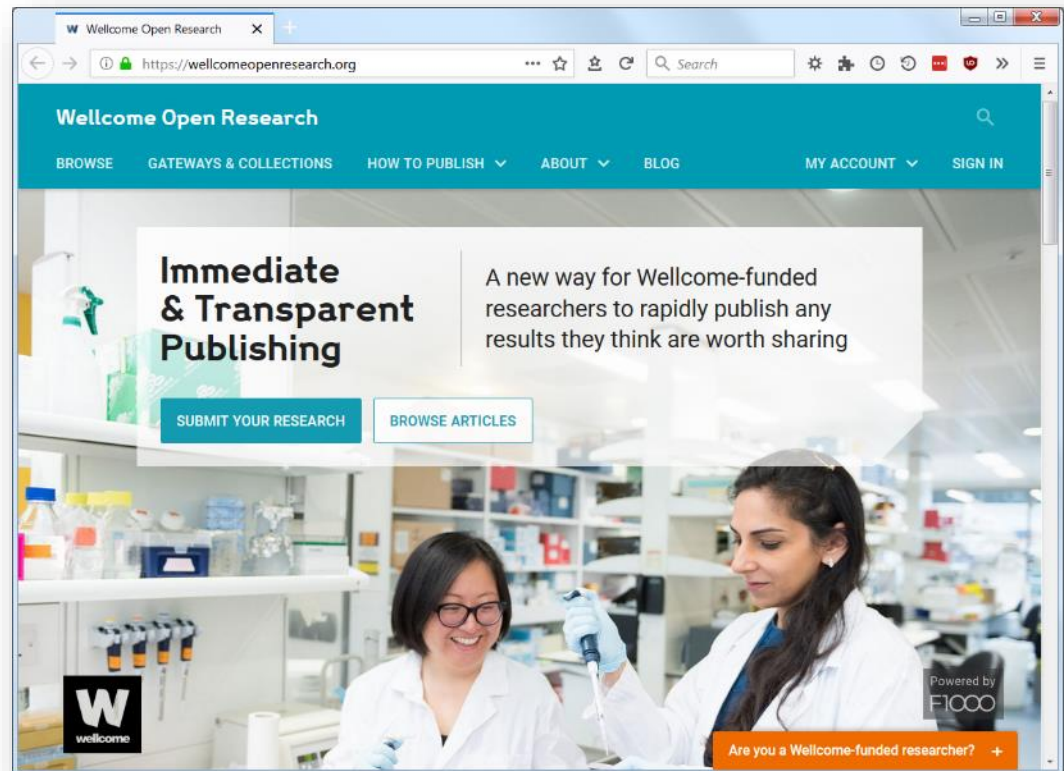 W Wellcome Open Research
https://wellcomeopenresearch.org
Search
Wellcome Open Research
BROWSE GATEWAYS & COLLECTIONS HOW TO PUBLISH ABOUT BLOG MY ACCOUNT SIGN IN
Immediate
& Transparent
Publishing
A new way for Wellcome-funded
researchers to rapidly publish any
results they think are worth sharing
SUBMIT YOUR RESEARCH
BROWSE ARTICLES
W
wellcome
Powered by
F1000
Are you a Wellcome-funded researcher? +